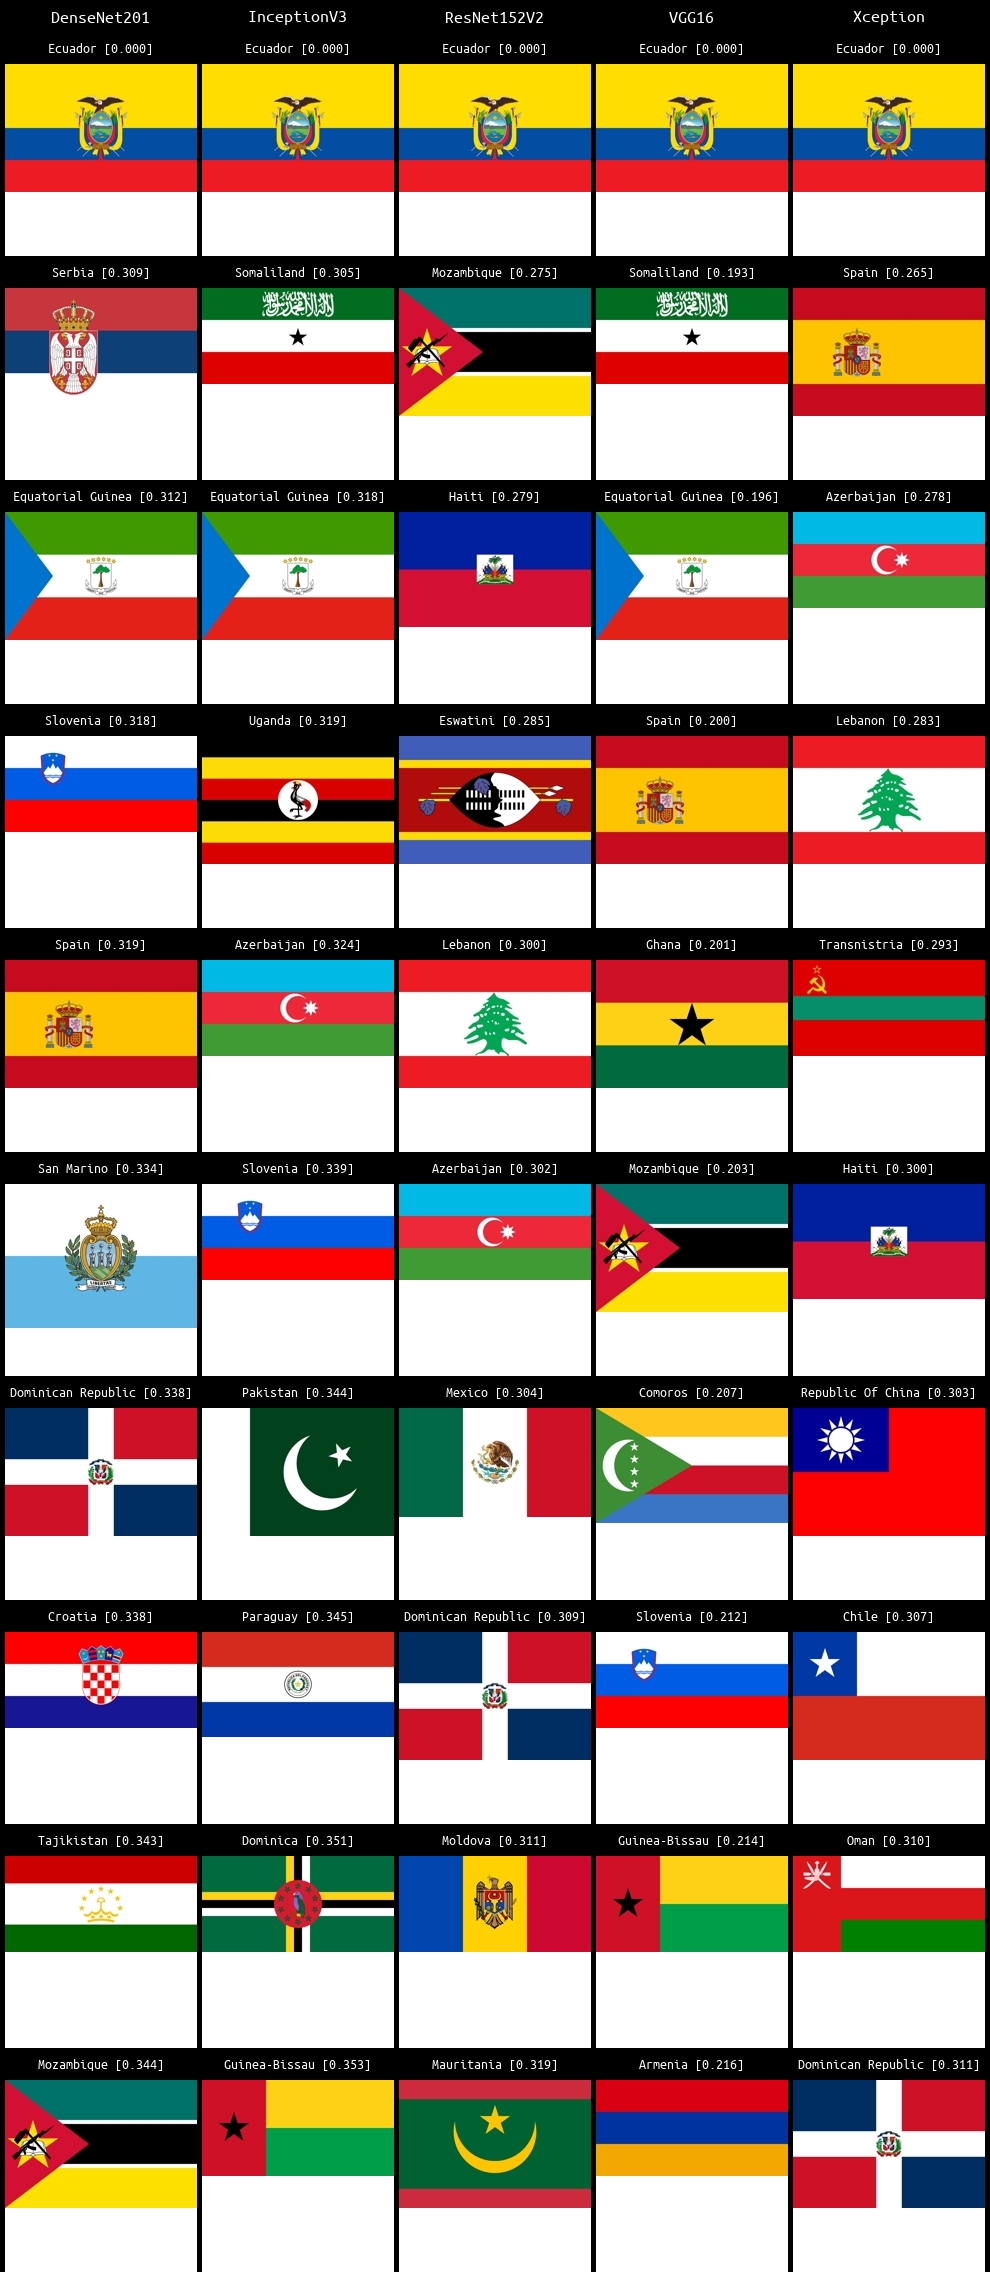 DenseNet201 InceptionV3 ResNet152V2 VGG16 Xception
Ecuador [0.000] Ecuador [0.000] Ecuador [0.000] Ecuador [0.000] Ecuador [0.000]
Serbia [0.309] Somaliland [0.305] Mozambique [0.275] Somaliland [0.193] Spain [0.265]
Equatorial Guinea [0.312] Equatorial Guinea [0.318] Haiti [0.279] Equatorial Guinea [0.196] Azerbaijan [0.278]
Slovenia [0.318] Uganda [0.319] Eswatini [0.285] Spain [0.200] Lebanon [0.283]
Spain [0.319] Azerbaijan [0.324] Lebanon [0.300] Ghana [0.201] Transnistria [0.293]
San Marino [0.334] Slovenia [0.339] Azerbaijan [0.302] Mozambique [0.203] Haiti [0.300]
LIBERTAS
Dominican Republic [0.338] Pakistan [0.344] Mexico [0.304] Comoros [0.207] Republic Of China [0.303]
Croatia [0.338] Paraguay [0.345] Dominican Republic [0.309] Slovenia [0.212] Chile [0.307]
Tajikistan [0.343] Dominica [0.351] Moldova [0.311] Guinea-Bissau [0.214] Oman [0.310]
Mozambique [0.344] Guinea-Bissau [0.353] Mauritania [0.319] Armenia [0.216] Dominican Republic [0.311]